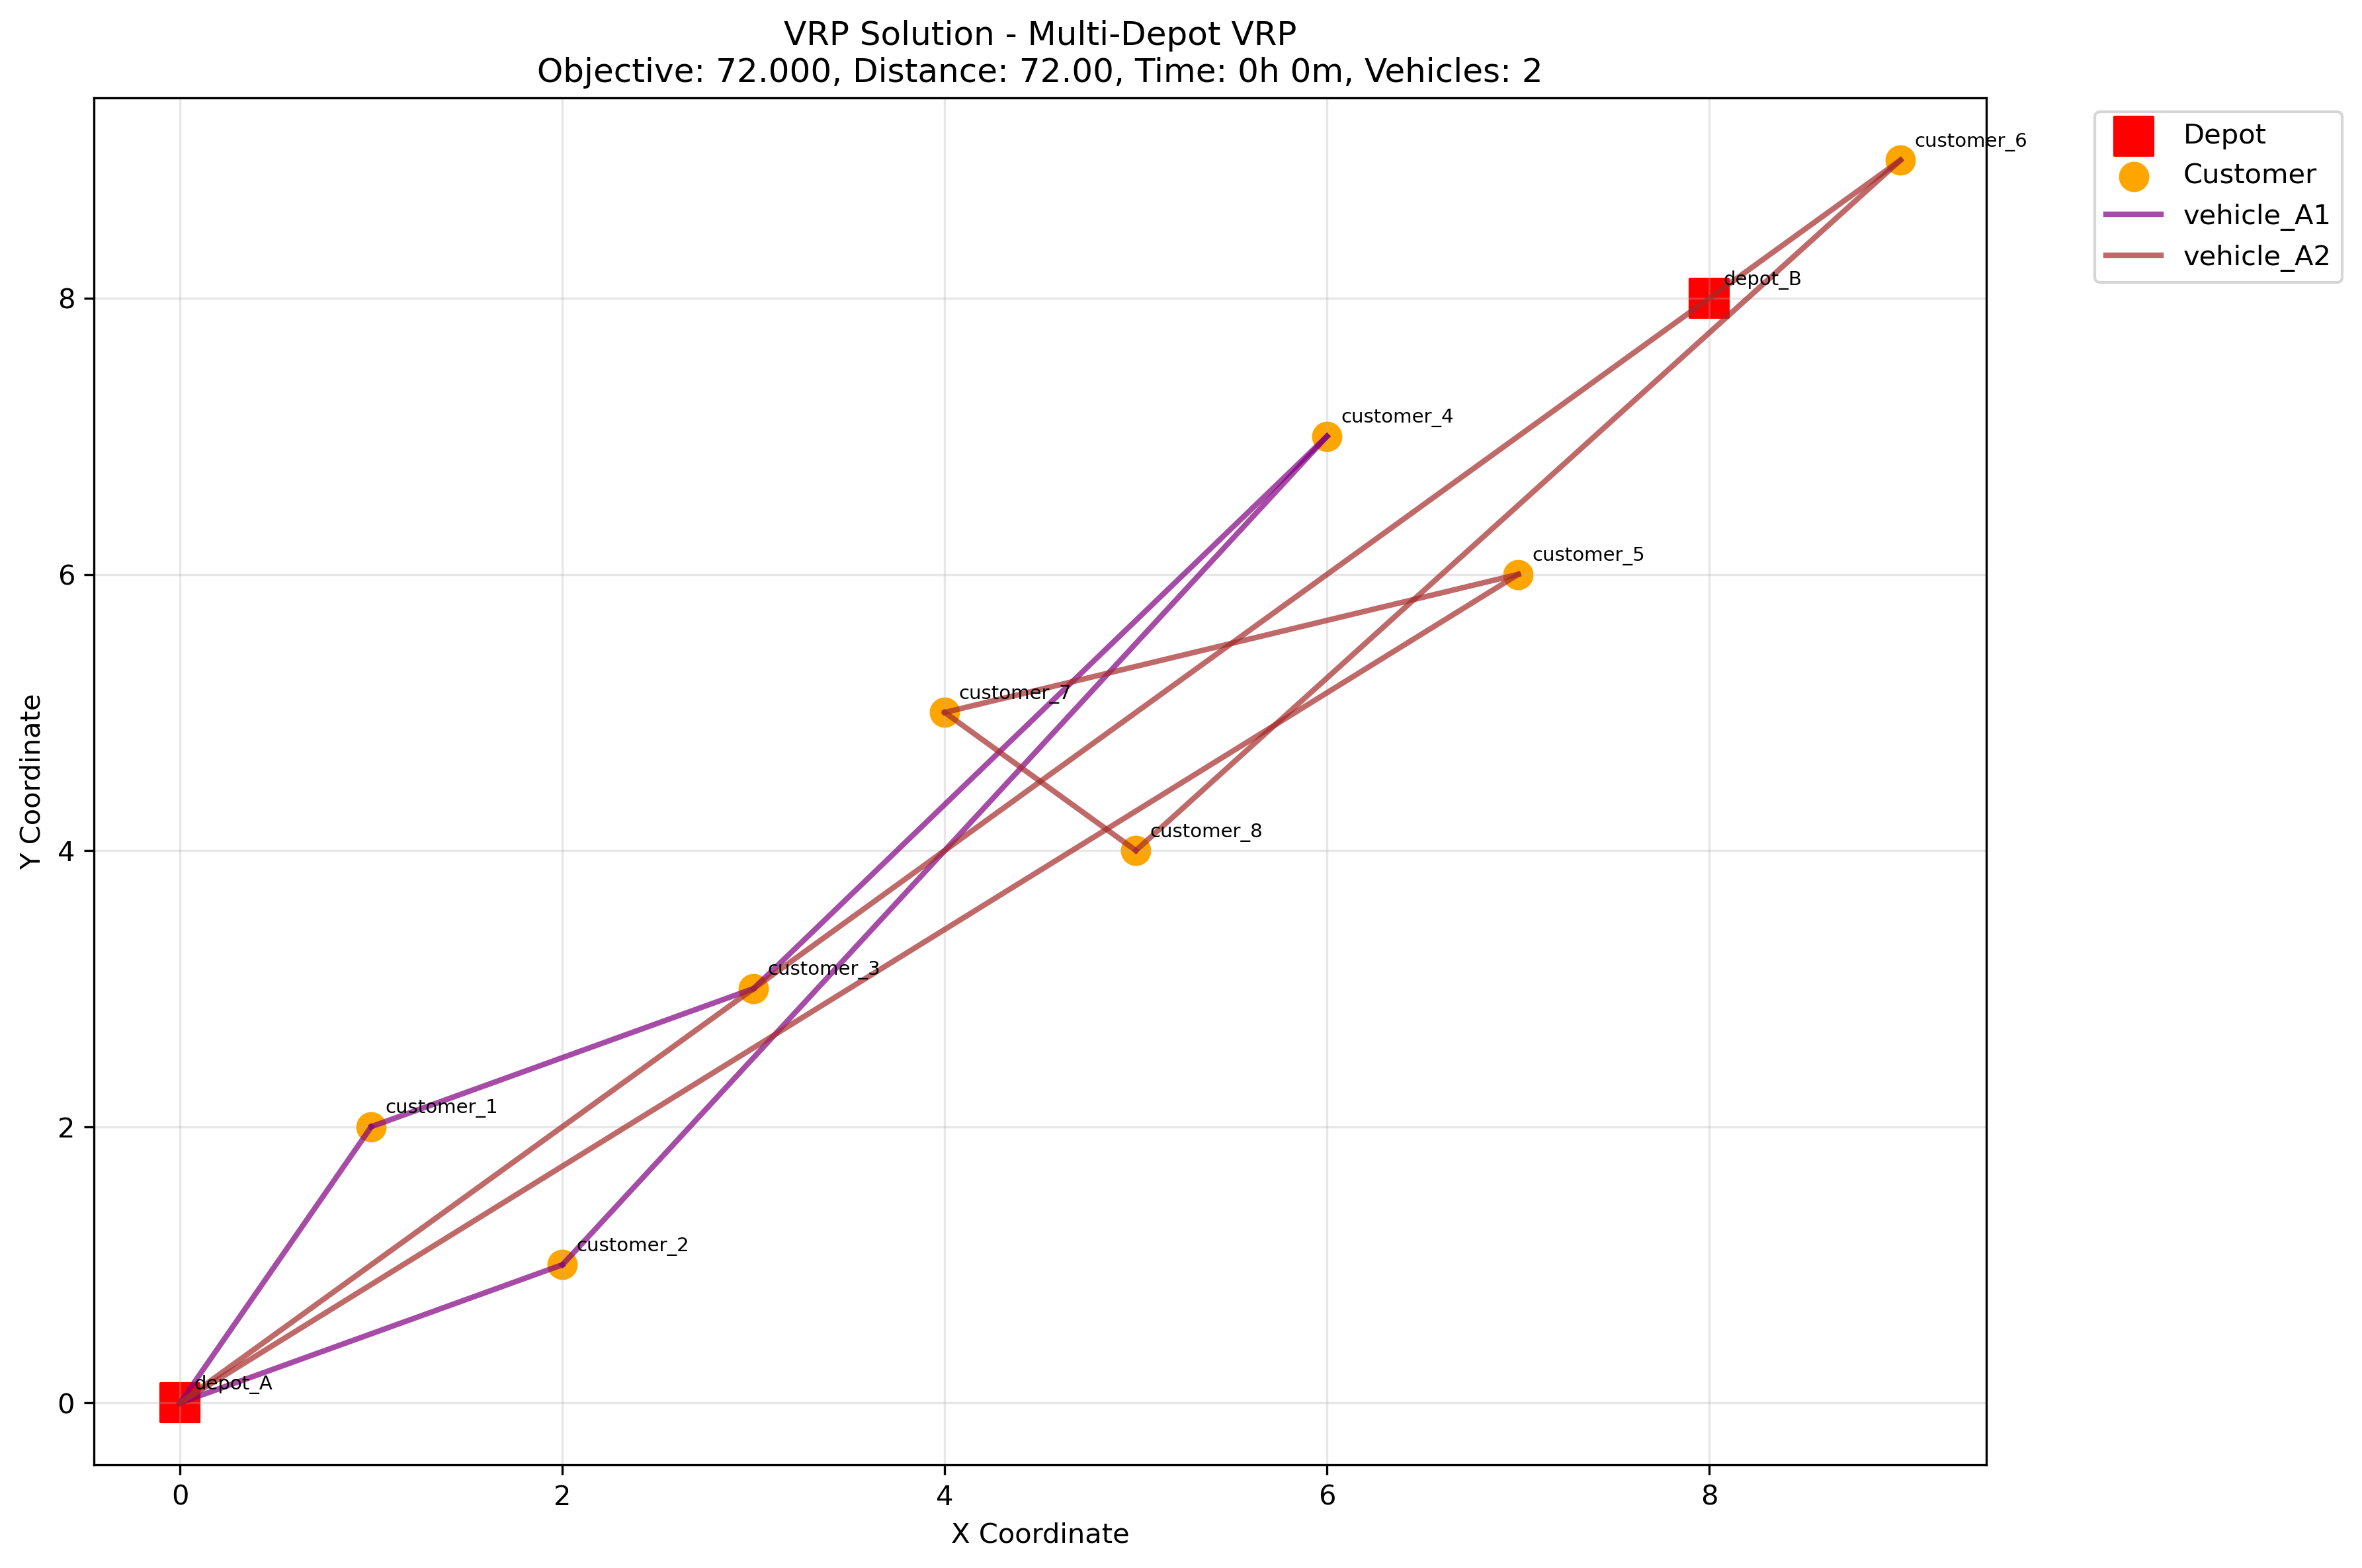 VRP Solution - Multi-Depot VRP
Objective: 72.000, Distance: 72.00, Time: 0h 0m, Vehicles: 2
Depot
Customer
vehicle_A1
vehicle_A2
customer_6
depot_B
customer_4
customer_5
customer_7
customer_8
customer_3
customer_1
customer_2
depot_A
Y Coordinate
8
6
4
2
0
0 2 4 6 8
X Coordinate